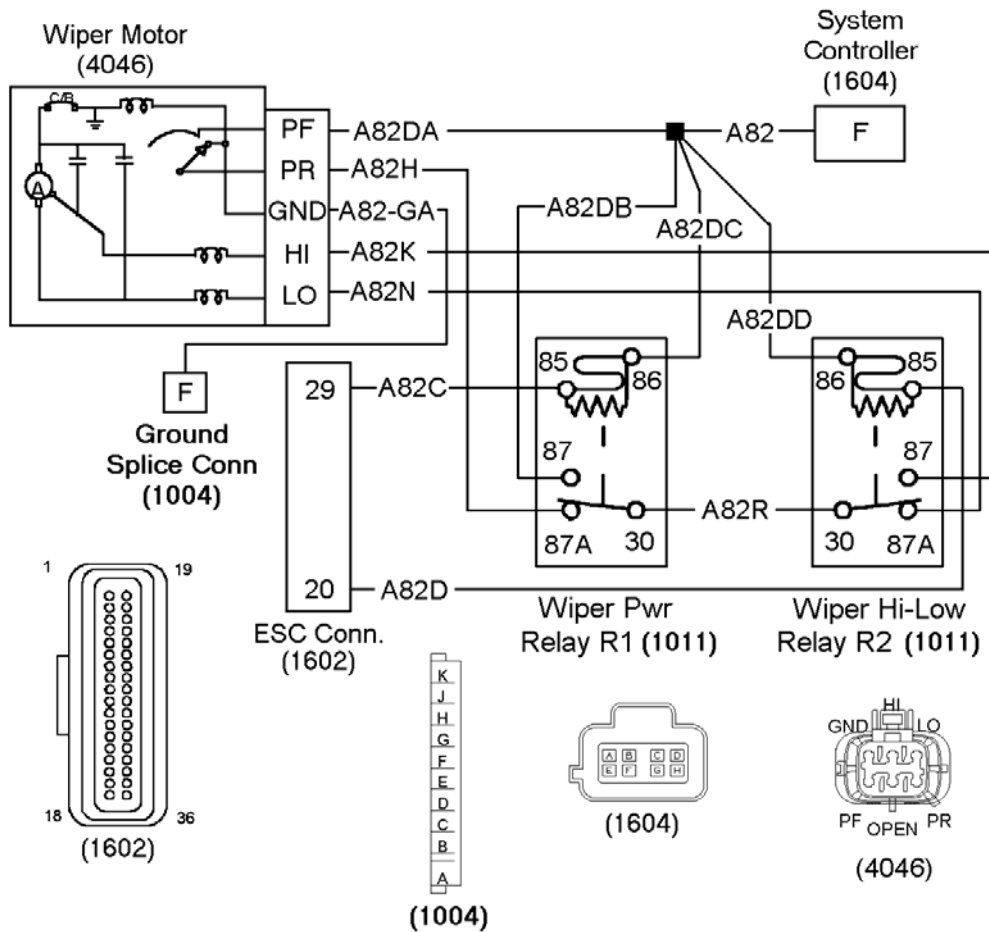 Wiper Motor
(4046)
System
Controller
(1604)
C/B
A
PF
PR
GND
HI
LO
A82DA
A82H
A82-GA
A82K
A82N
A82
F
A82DB
A82DC
A82DD
F
Ground
Splice Conn
(1004)
29
20
ESC Conn.
(1602)
A82C
A82D
85
86
87
87A
30
A82R
85
86
87
30
87A
Wiper Pwr
Relay R1 (1011)
Wiper Hi-Low
Relay R2 (1011)
1
19
18
36
(1602)
K
J
H
G
F
E
D
C
B
A
(1004)
A B C D
E F G H
(1604)
HI
GND
LO
PF
OPEN
PR
(4046)